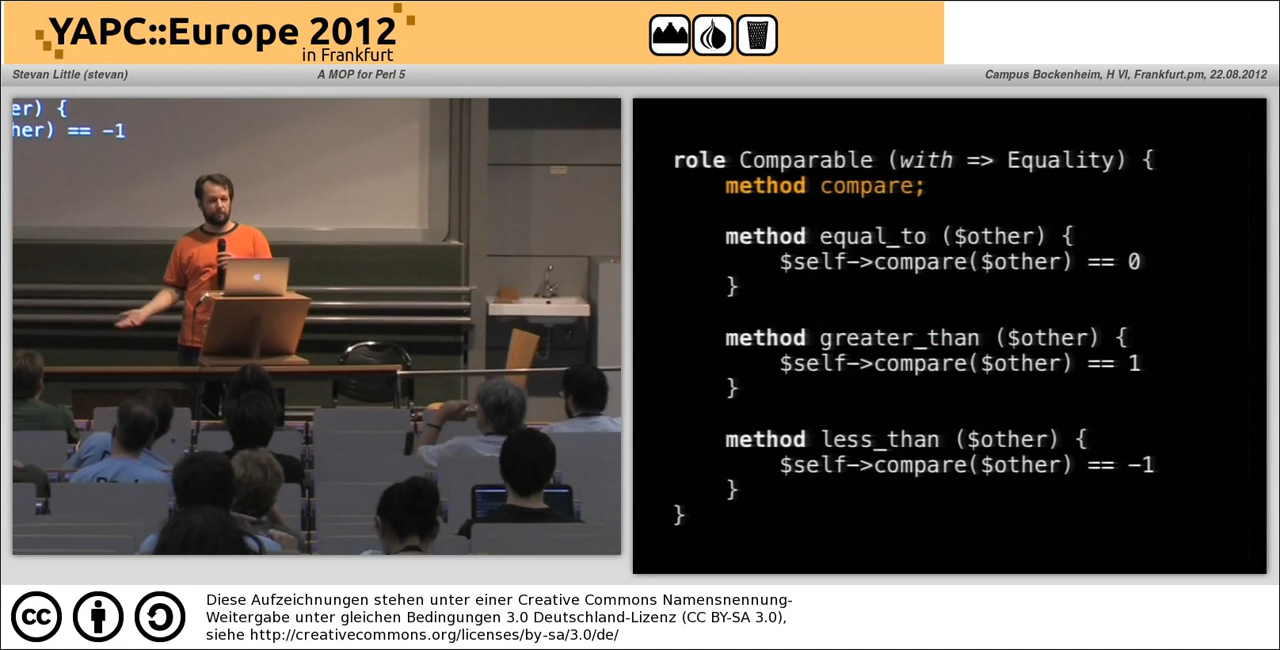 YAPC::Europe 2012
in Frankfurt
Stevan Little (stevan)
A MOP for Perl 5
Campus Bockenheim, H VI, Frankfurt.pm, 22.08.2012
er) {
her) == −1
role Comparable (with => Equality) {
method compare;
method equal_to ($other) {
$self−>compare($other) == 0
}
method greater_than ($other) {
$self−>compare($other) == 1
}
method less_than ($other) {
$self−>compare($other) == −1
}
}
cc
Diese Aufzeichnungen stehen unter einer Creative Commons Namensnennung-
Weitergabe unter gleichen Bedingungen 3.0 Deutschland-Lizenz (CC BY-SA 3.0),
siehe http://creativecommons.org/licenses/by-sa/3.0/de/